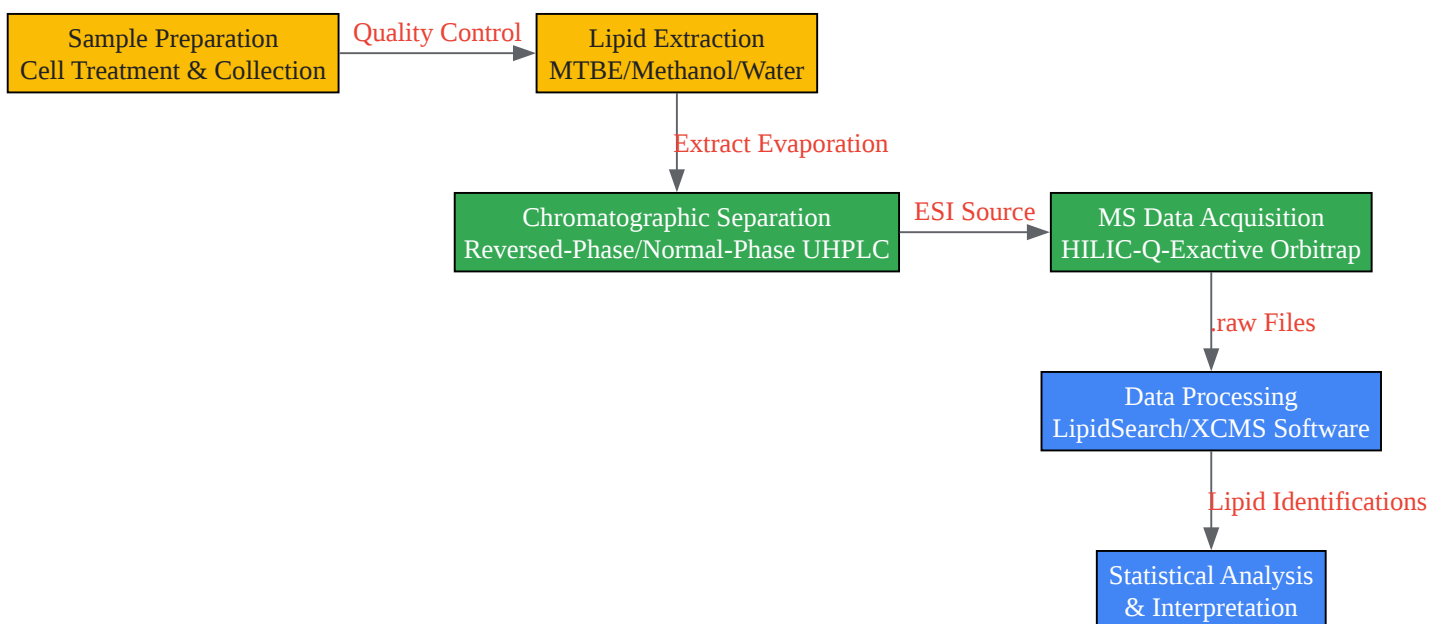 Sample Preparation
Cell Treatment & Collection
Quality Control
Lipid Extraction
MTBE/Methanol/Water
Extract Evaporation
Chromatographic Separation
Reversed-Phase/Normal-Phase UHPLC
ESI Source
MS Data Acquisition
HILIC-Q-Exactive Orbitrap
.raw Files
Data Processing
LipidSearch/XCMS Software
Lipid Identifications
Statistical Analysis
& Interpretation